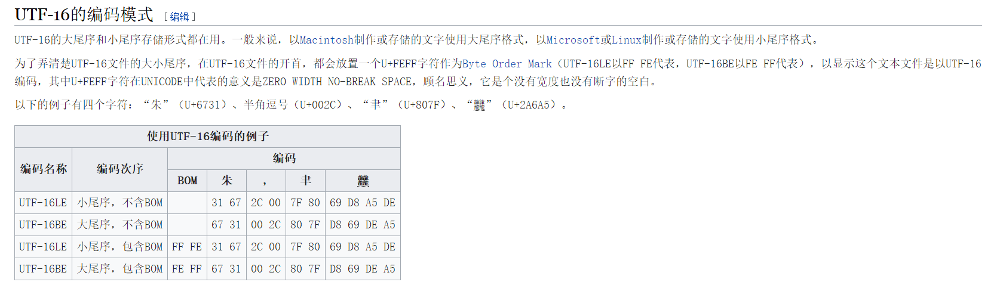 UTF-16的编码模式 [编辑]
UTF-16的大尾序和小尾序存储形式都在用。一般来说，以Macintosh制作或存储的文字使用大尾序格式，以Microsoft或Linux制作或存储的文字使用小尾序格式。
为了弄清楚UTF-16文件的大小尾序，在UTF-16文件的开首，都会放置一个U+FEFF字符作为Byte Order Mark（UTF-16LE以FF FE代表，UTF-16BE以FE FF代表），以显示这个文本文件是以UTF-16
编码，其中U+FEFF字符在UNICODE中代表的意义是ZERO WIDTH NO-BREAK SPACE，顾名思义，它是个没有宽度也没有断字的空白。
以下的例子有四个字符：“朱”（U+6731）、半角逗号（U+002C）、“聿”（U+807F）、“𪚥”（U+2A6A5）。
使用UTF-16编码的例子
编码名称 编码次序 编码
BOM 朱 , 聿 𪚥
UTF-16LE 小尾序，不含BOM 31 67 2C 00 7F 80 69 D8 A5 DE
UTF-16BE 大尾序，不含BOM 67 31 00 2C 80 7F D8 69 DE A5
UTF-16LE 小尾序，包含BOM FF FE 31 67 2C 00 7F 80 69 D8 A5 DE
UTF-16BE 大尾序，包含BOM FE FF 67 31 00 2C 80 7F D8 69 DE A5